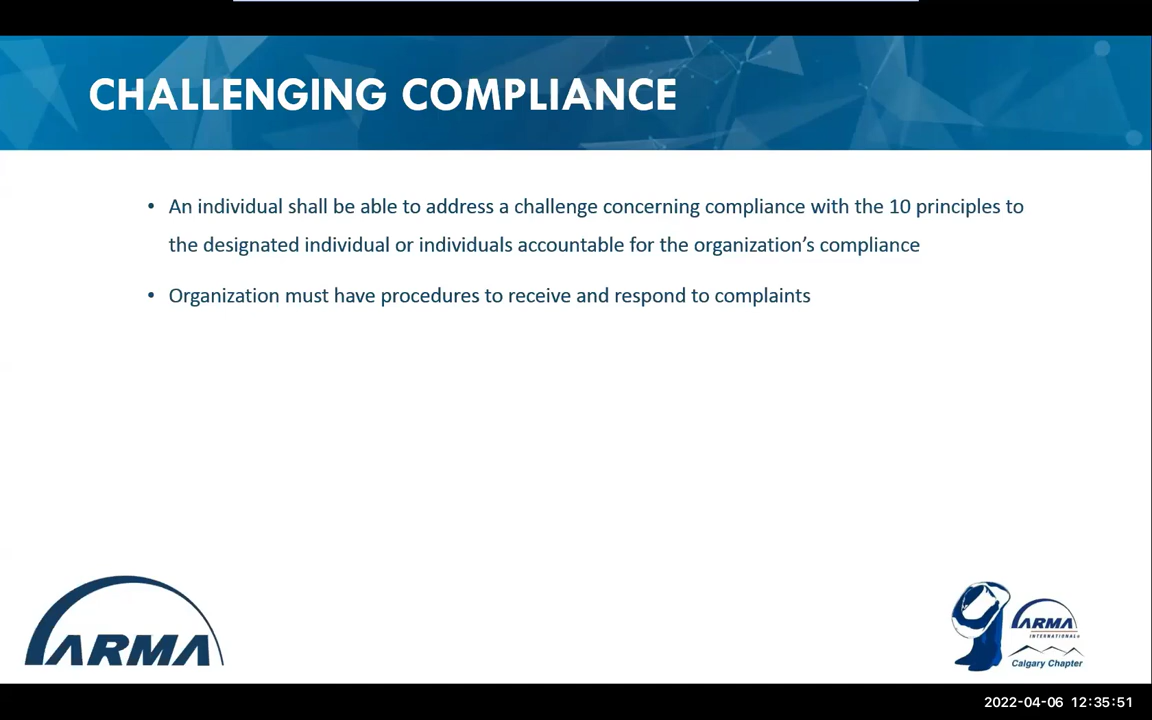 CHALLENGING COMPLIANCE
• An individual shall be able to address a challenge concerning compliance with the 10 principles to
the designated individual or individuals accountable for the organization’s compliance
• Organization must have procedures to receive and respond to complaints
ARMA
ARMA
INTERNATIONAL®
Calgary Chapter
2022-04-06 12:35:51